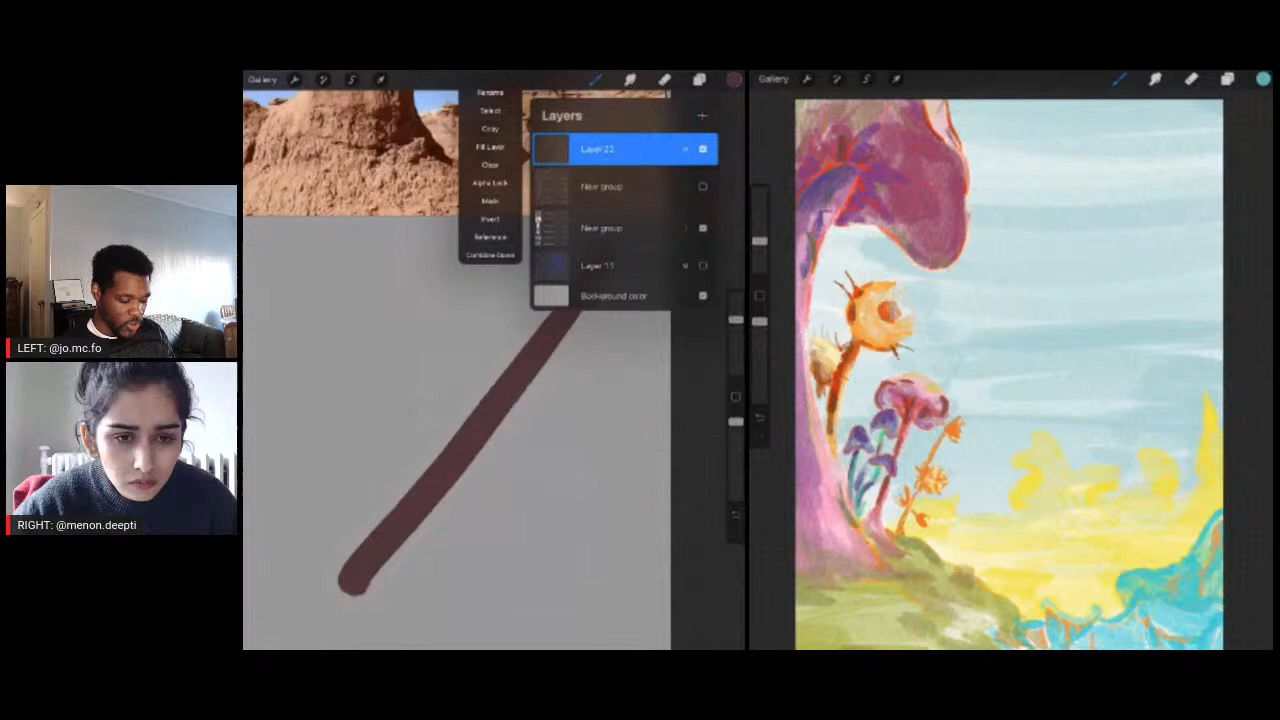 Gallery
Rename
Select
Copy
Fill Layer
Clear
Alpha Lock
Mask
Invert
Reference
Combine Down
Layers
Layer 22
N
New group
New group
Layer 11
M
Background color
Gallery
LEFT: @jo.mc.fo
RIGHT: @menon.deepti